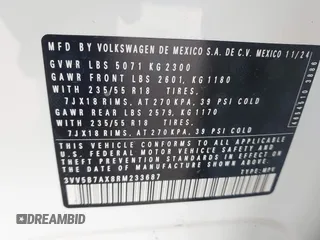 MFD BY VOLKSWAGEN DE MEXICO S.A. DE C.V. MEXICO 11/24
GVWR LBS 5071 KG 2300
GAWR FRONT LBS 2601, KG 1180
WITH 235/55 R18 TIRES.
7JX18 RIMS, AT 270 KPA, 39 PSI COLD
GAWR REAR LBS 2579, KG 1170
WITH 235/55 R18 TIRES.
7JX18 RIMS, AT 270 KPA, 39 PSI COLD
THIS VEHICLE CONFORMS TO ALL APPLICABLE
FEDERAL MOTOR VEHICLE SAFETY, BUMPER, AND
THEFT PREVENTION STANDARDS IN EFFECT ON THE
DATE OF MANUFACTURE SHOWN ABOVE.
3VV5B7AX8RM233687
TYPE: MPV
DREAMBID